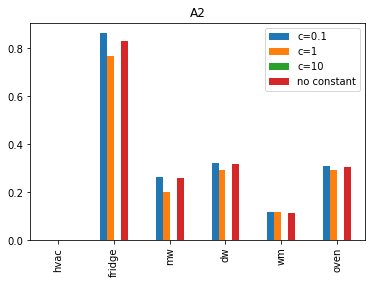 A2
c=0.1
c=1
c=10
no constant
0.8
0.6
0.4
0.2
0.0
hvac
fridge
mw
dw
wm
oven